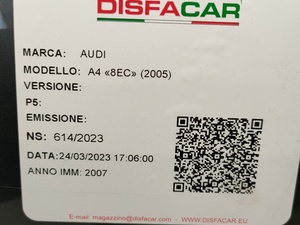 DISFACAR
MARCA: AUDI
MODELLO: A4 «8EC» (2005)
VERSIONE:
P5:
EMISSIONE:
NS: 614/2023
DATA:24/03/2023 17:06:00
ANNO IMM: 2007
E-mail: magazzino@disfacar.com - WWW.DISFACAR.EU